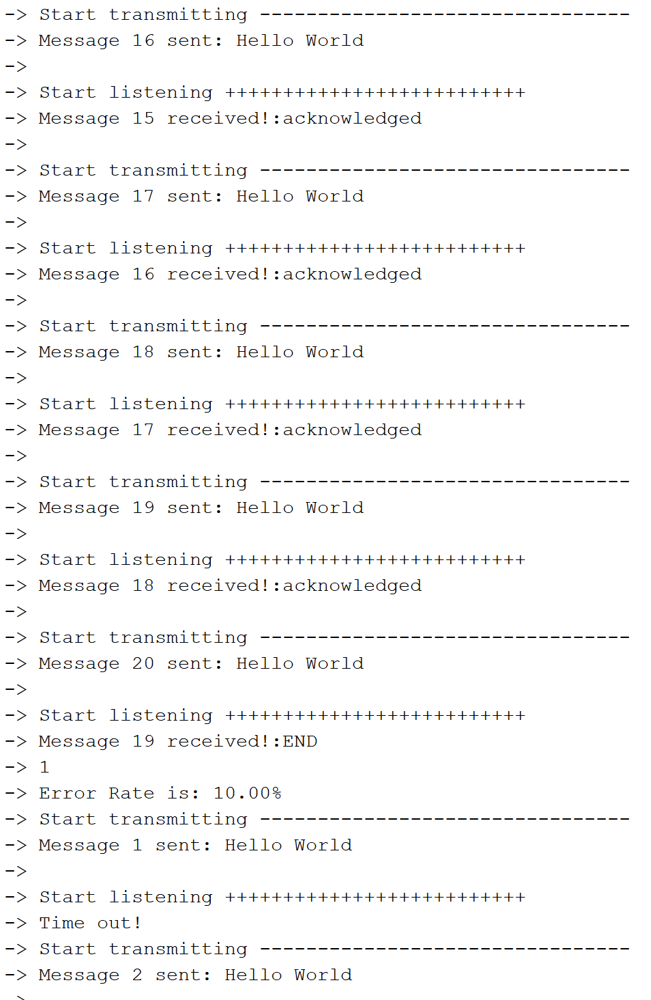 -> Start transmitting --------------------------------
-> Message 16 sent: Hello World
->
-> Start listening ++++++++++++++++++++++++++
-> Message 15 received!:acknowledged
->
-> Start transmitting --------------------------------
-> Message 17 sent: Hello World
->
-> Start listening ++++++++++++++++++++++++++
-> Message 16 received!:acknowledged
->
-> Start transmitting --------------------------------
-> Message 18 sent: Hello World
->
-> Start listening ++++++++++++++++++++++++++
-> Message 17 received!:acknowledged
->
-> Start transmitting --------------------------------
-> Message 19 sent: Hello World
->
-> Start listening ++++++++++++++++++++++++++
-> Message 18 received!:acknowledged
->
-> Start transmitting --------------------------------
-> Message 20 sent: Hello World
->
-> Start listening ++++++++++++++++++++++++++
-> Message 19 received!:END
-> 1
-> Error Rate is: 10.00%
-> Start transmitting --------------------------------
-> Message 1 sent: Hello World
->
-> Start listening ++++++++++++++++++++++++++
-> Time out!
-> Start transmitting --------------------------------
-> Message 2 sent: Hello World
->